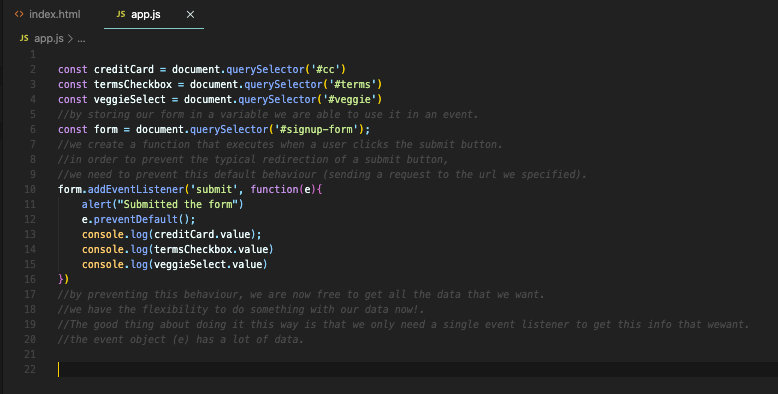 <> index.html JS app.js ×
JS app.js > ...
1
2 const creditCard = document.querySelector('#cc')
3 const termsCheckbox = document.querySelector('#terms')
4 const veggieSelect = document.querySelector('#veggie')
5 //by storing our form in a variable we are able to use it in an event.
6 const form = document.querySelector('#signup-form');
7 //we create a function that executes when a user clicks the submit button.
8 //in order to prevent the typical redirection of a submit button,
9 //we need to prevent this default behaviour (sending a request to the url we specified).
10 form.addEventListener('submit', function(e){
11 alert("Submitted the form")
12 e.preventDefault();
13 console.log(creditCard.value);
14 console.log(termsCheckbox.value)
15 console.log(veggieSelect.value)
16 })
17 //by preventing this behaviour, we are now free to get all the data that we want.
18 //we have the flexibility to do something with our data now!.
19 //The good thing about doing it this way is that we only need a single event listener to get this info that wewant.
20 //the event object (e) has a lot of data.
21
22